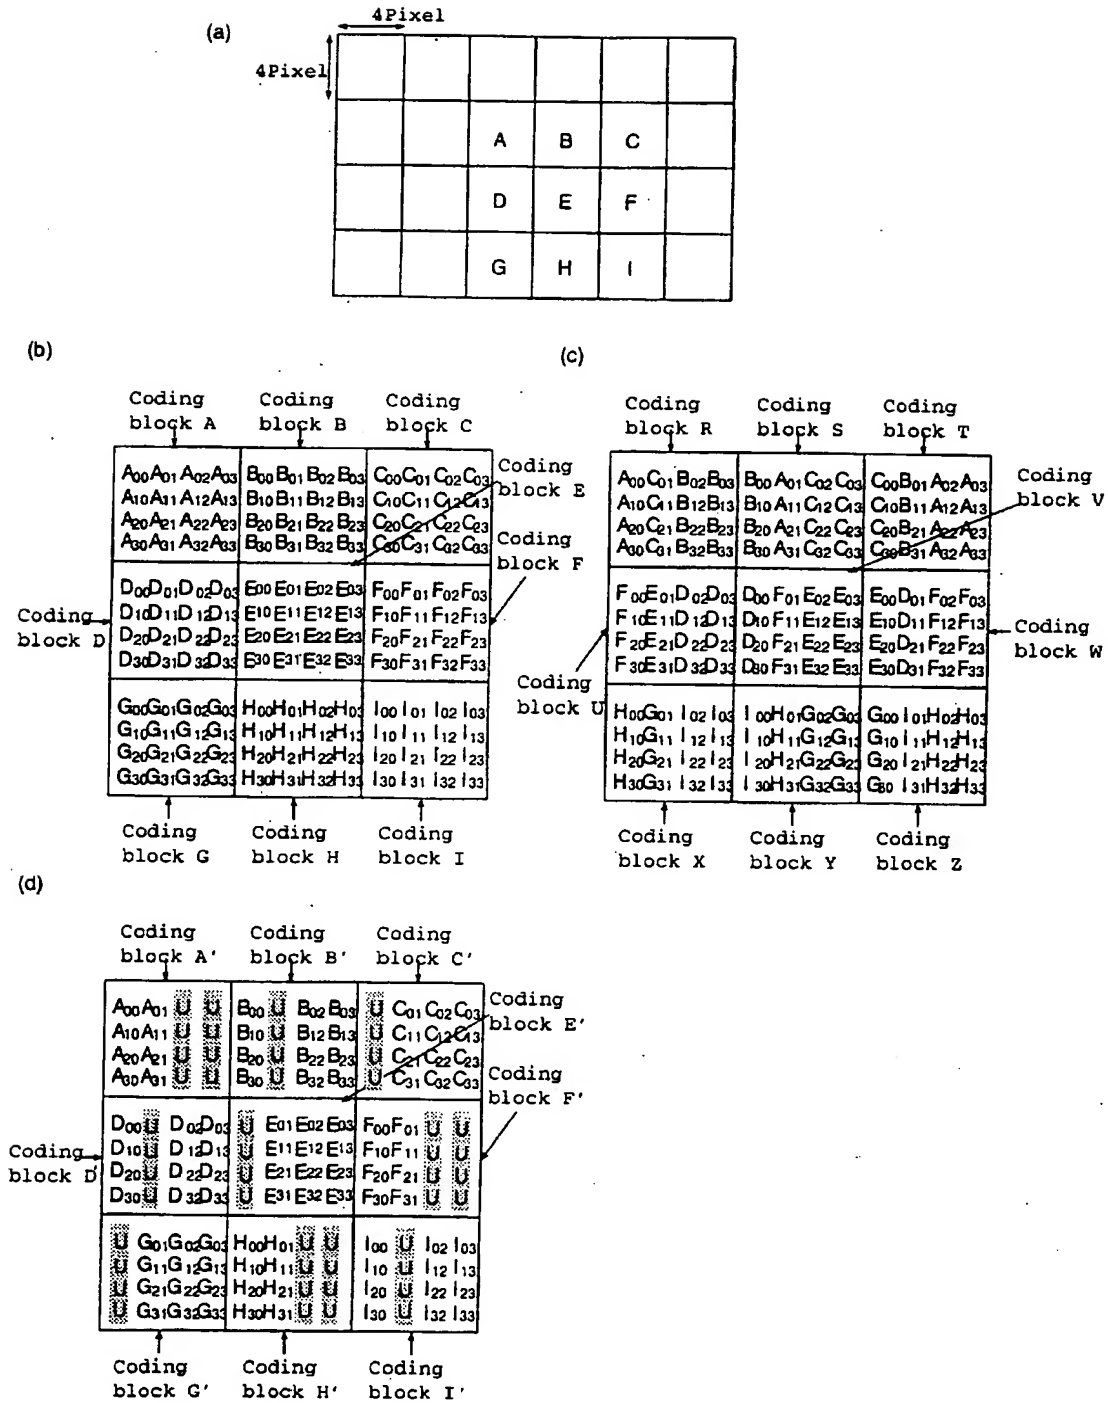 (a)
4Pixel
4Pixel
A B C
D E F
G H I
(b)
Coding block A
Coding block B
Coding block C
Coding block E
Coding block F
Coding block D
A00A01A02A33 B00B01B02B03 C00C01C02C03
A10A11A12A13 B10B11B12B13 C10C11C12C13
A20A21A22A23 B20B21B22B23 C20C21C22C23
A30A31A32A33 B30B31B32B33 C30C31C32C33
D00D01D02D03 E00E01E02E03 F00F01F02F03
D10D11D12D13 E10E11E12E13 F10F11F12F13
D20D21D22D23 E20E21E22E23 F20F21F22F23
D30D31D32D33 E30E31E32E33 F30F31F32F33
G00G01G02G03 H00H01H02H03 I00I01I02I03
G10G11G12G13 H10H11H12H13 I10I11I12I13
G20G21G22G23 H20H21H22H23 I20I21I22I23
G30G31G32G33 H30H31H32H33 I30I31I32I33
Coding block G
Coding block H
Coding block I
(c)
Coding block R
Coding block S
Coding block T
Coding block V
Coding block W
Coding block U
A00C01B02B03 B00A01C02C03 C00B01A02A03
A10C11B12B13 B10A11C12C13 C10B11A12A13
A20C21B22B23 B20A21C22C23 C20B21A22A23
A30C31B32B33 B30A31C32C33 C30B31A32A33
F00E01D02D03 D00F01E02E03 E00D01F02F03
F10E11D12D13 D10F11E12E13 E10D11F12F13
F20E21D22D23 D20F21E22E23 E20D21F22F23
F30E31D32D33 D30F31E32E33 E30D31F32F33
H00G01I02I03 I00H01G02G03 G00I01H02H03
H10G11I12I13 I10H11G12G13 G10I11H12H13
H20G21I22I23 I20H21G22G23 G20I21H22H23
H30G31I32I33 I30H31G32G33 G30I31H32H33
Coding block X
Coding block Y
Coding block Z
(d)
Coding block A'
Coding block B'
Coding block C'
Coding block E'
Coding block F'
Coding block D'
A00A01 U U B00 U B02B03 U C01C02C03
A10A11 U U B10 U B12B13 U C11C12C13
A20A21 U U B20 U B22B23 U C21C22C23
A30A31 U U B30 U B32B33 U C31C32C33
D00 U D02D03 U E01E02E03 F00F01 U U
D10 U D12D13 U E11E12E13 F10F11 U U
D20 U D22D23 U E21E22E23 F20F21 U U
D30 U D32D33 U E31E32E33 F30F31 U U
U G01G02G03 H00H01 U U I00 U I02I03
U G11G12G13 H10H11 U U I10 U I12I13
U G21G22G23 H20H21 U U I20 U I22I23
U G31G32G33 H30H31 U U I30 U I32I33
Coding block G'
Coding block H'
Coding block I'